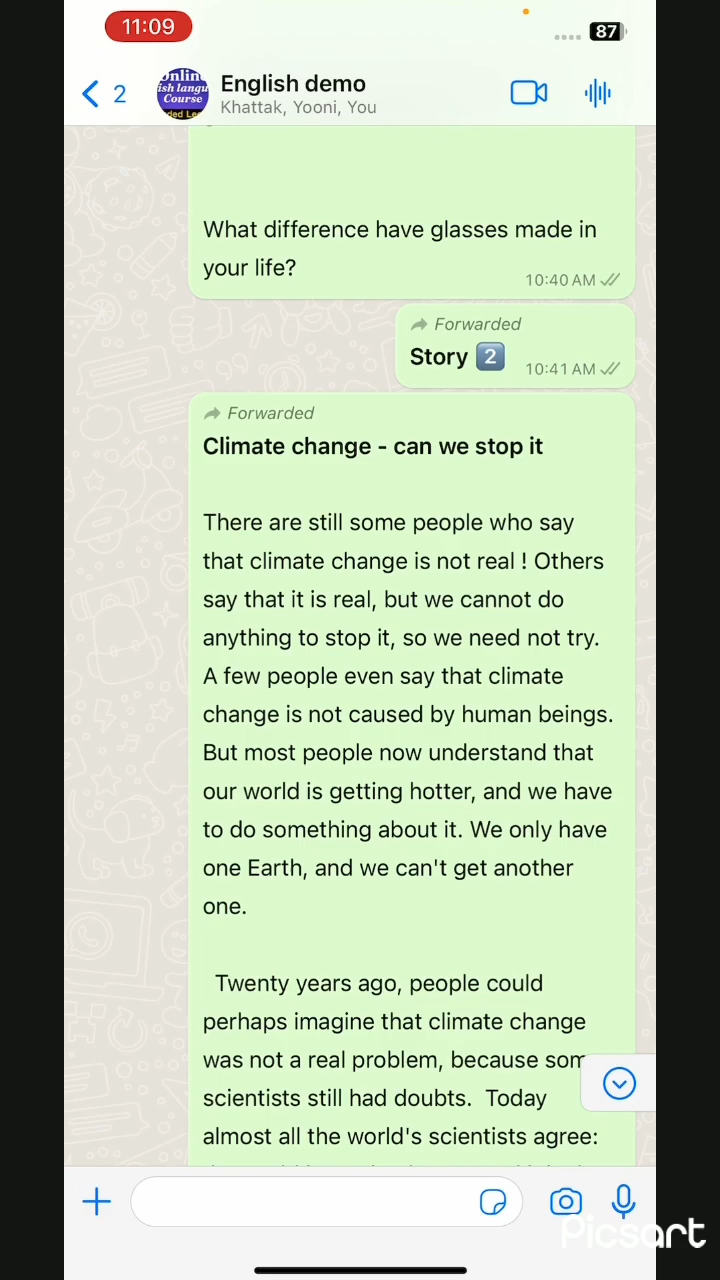 11:09
87
2
Onlin
ish langu
Course
ded Le
English demo
Khattak, Yooni, You
What difference have glasses made in
your life?
10:40 AM
Forwarded
Story 2
10:41 AM
Forwarded
Climate change - can we stop it
There are still some people who say
that climate change is not real ! Others
say that it is real, but we cannot do
anything to stop it, so we need not try.
A few people even say that climate
change is not caused by human beings.
But most people now understand that
our world is getting hotter, and we have
to do something about it. We only have
one Earth, and we can't get another
one.
Twenty years ago, people could
perhaps imagine that climate change
was not a real problem, because som
scientists still had doubts.  Today
almost all the world's scientists agree:
Picsart